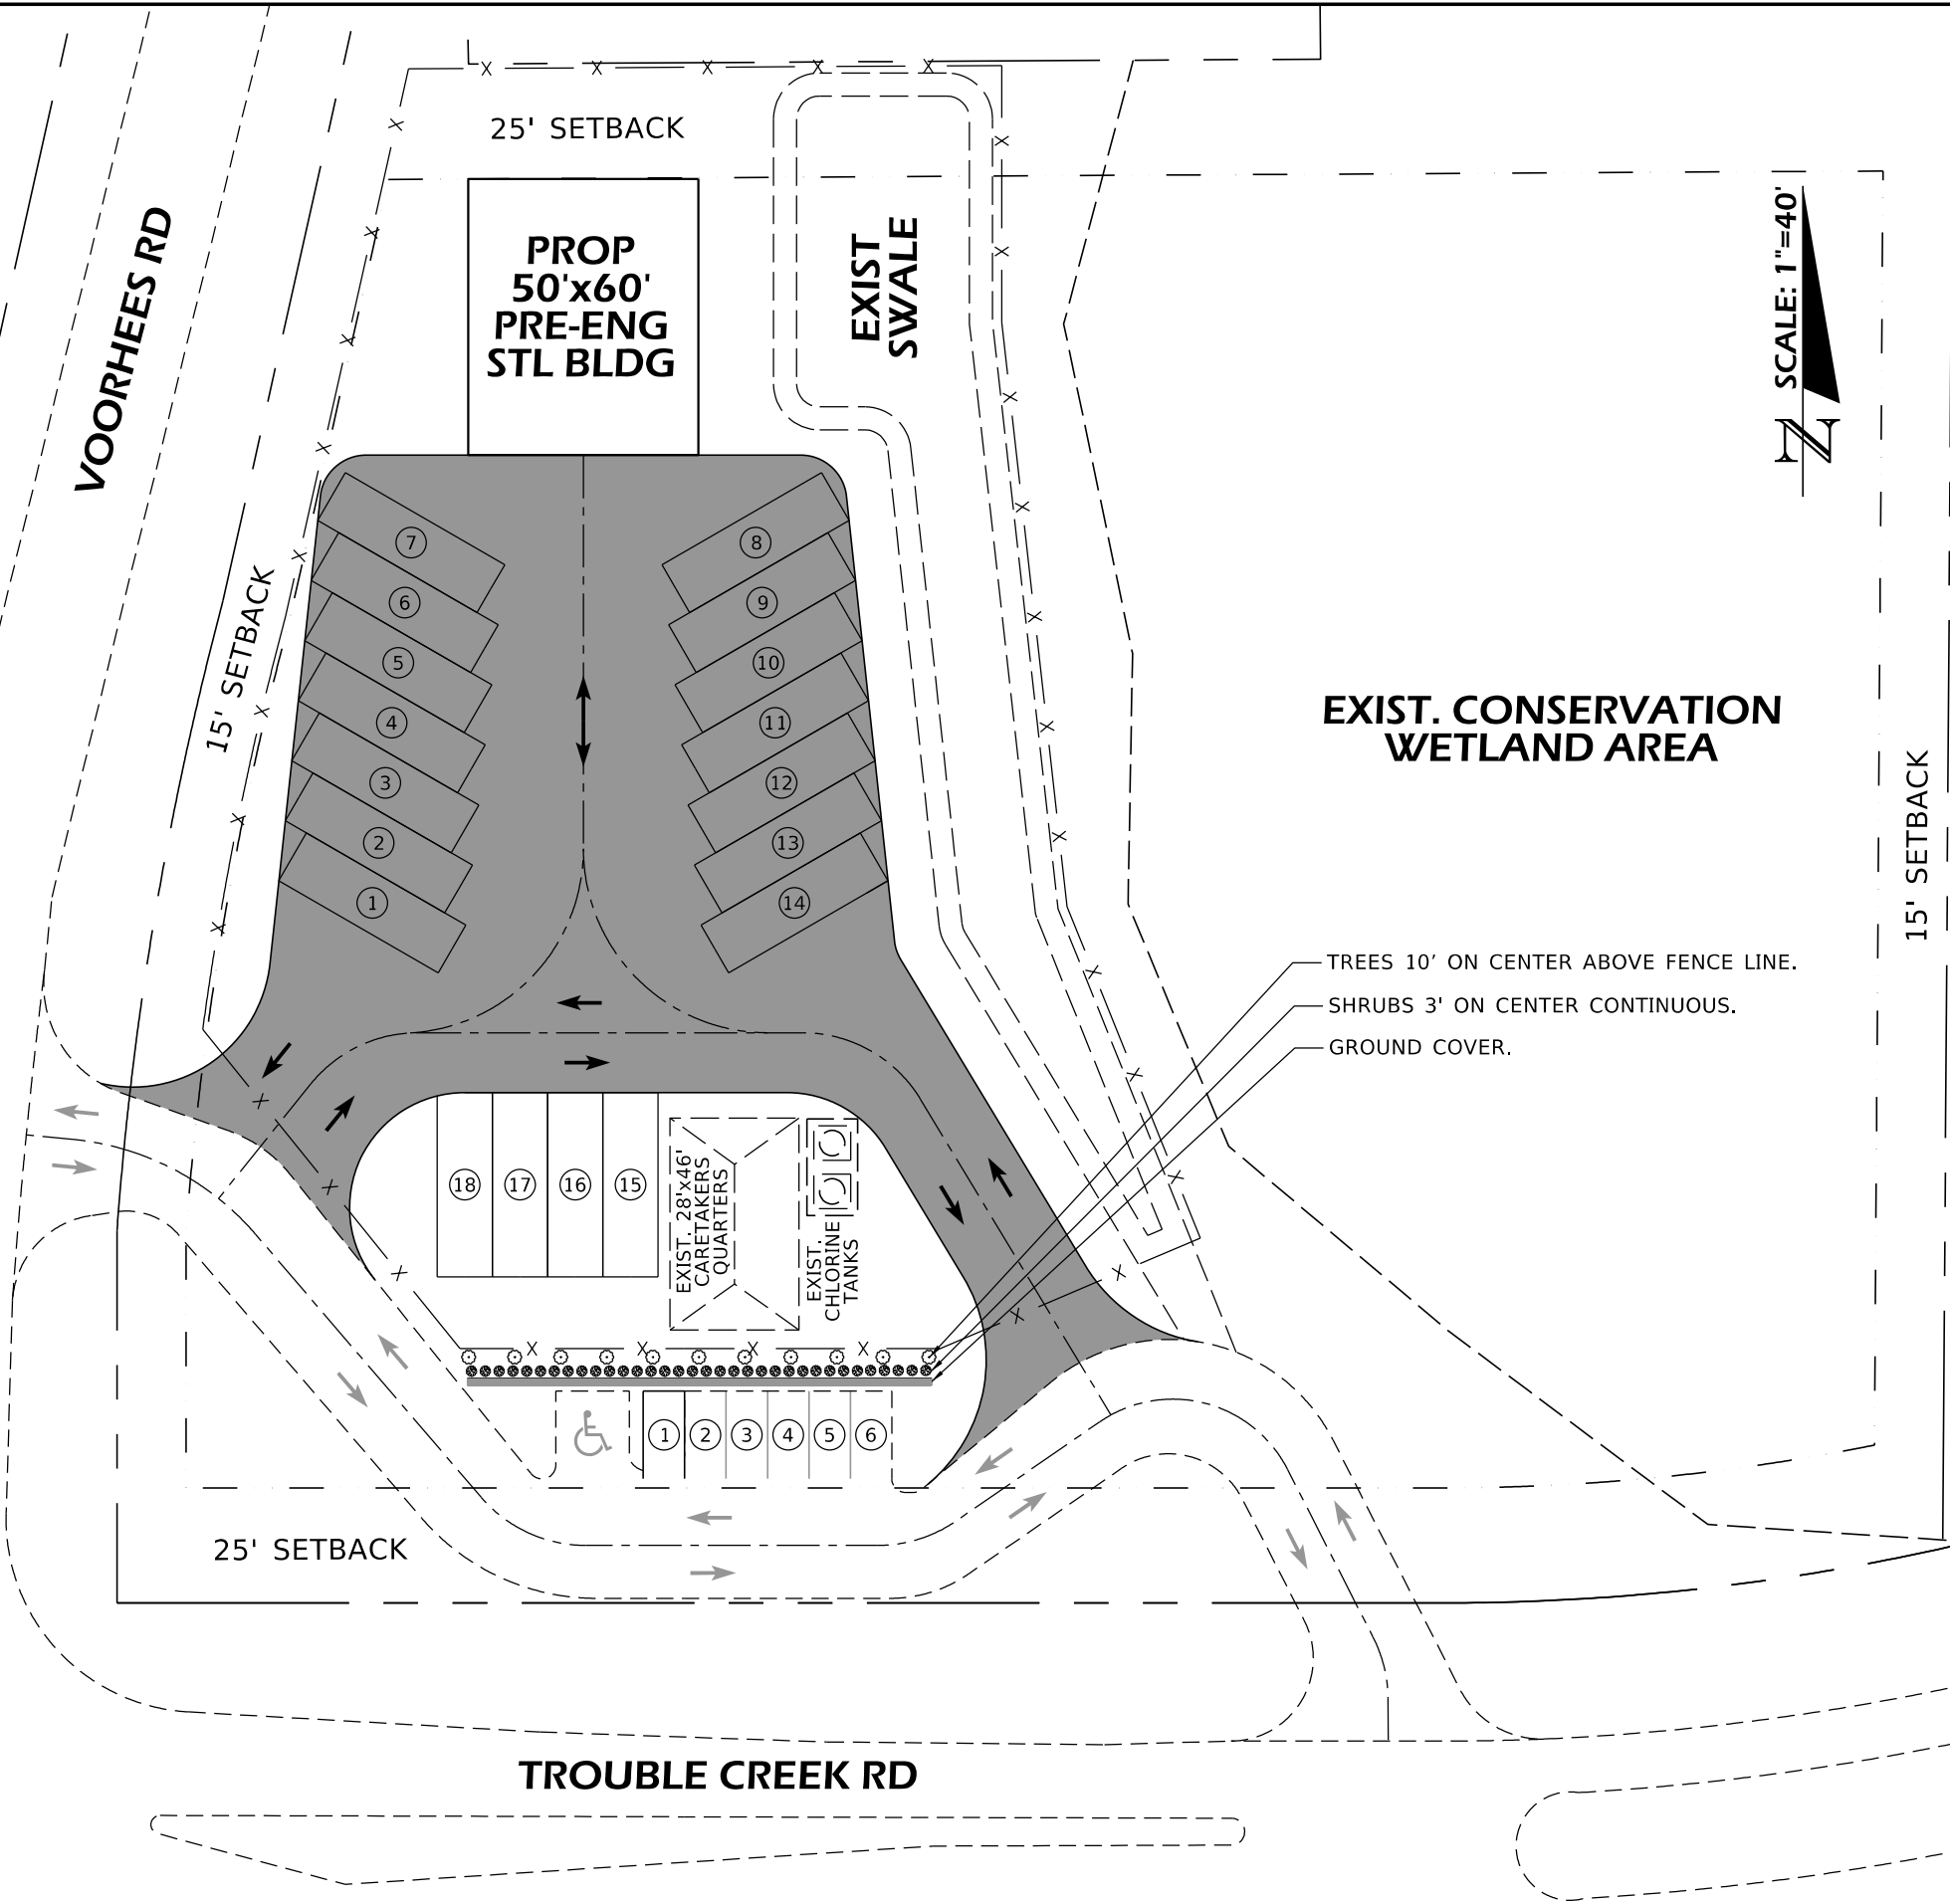 25' SETBACK
VOORHEES RD
PROP
50'x60'
PRE-ENG
STL BLDG
EXIST
SWALE
SCALE: 1"=40'
N
7
8
6
9
5
10
4
11
3
12
2
13
1
14
15' SETBACK
EXIST. CONSERVATION
WETLAND AREA
15' SETBACK
TREES 10’ ON CENTER ABOVE FENCE LINE.
SHRUBS 3' ON CENTER CONTINUOUS.
GROUND COVER.
18
17
16
15
EXIST. 28'x46'
CARETAKERS
QUARTERS
EXIST.
CHLORINE
TANKS
1
2
3
4
5
6
25' SETBACK
TROUBLE CREEK RD